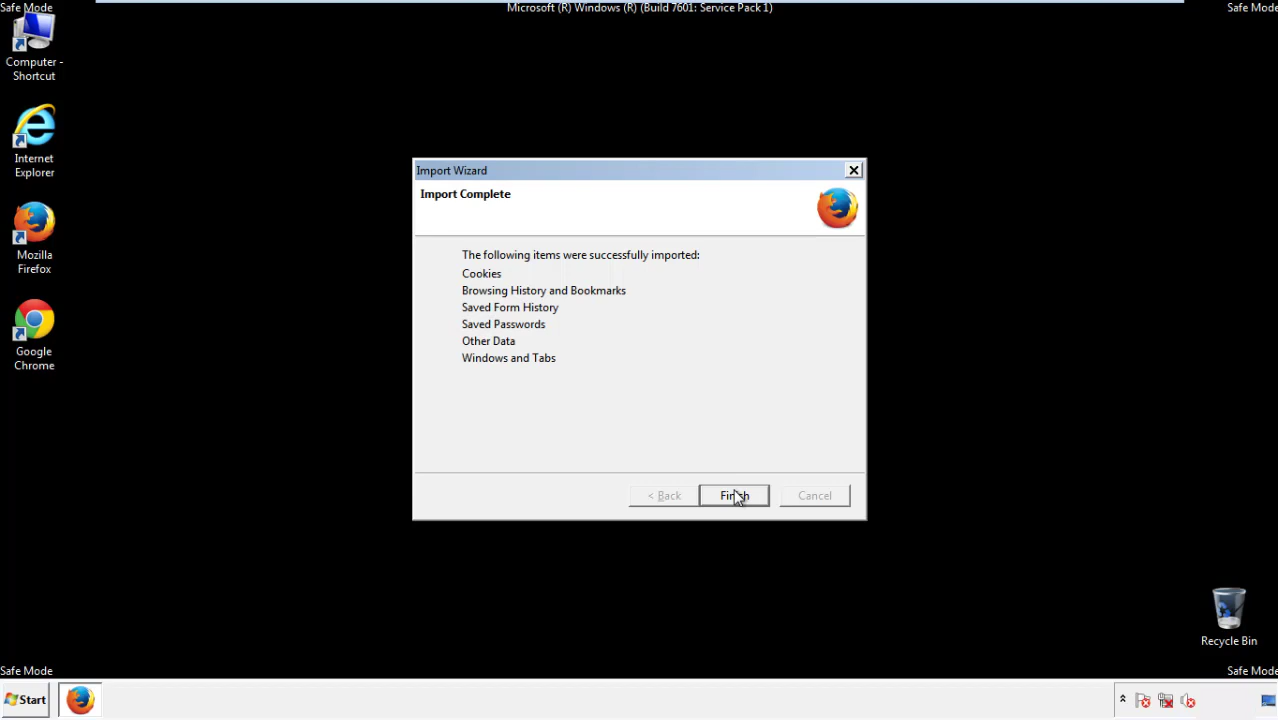 Safe Mode
Microsoft (R) Windows (R) (Build 7601: Service Pack 1)
Safe Mode
Computer -
Shortcut
Internet
Explorer
Mozilla
Firefox
Google
Chrome
Import Wizard
Import Complete
The following items were successfully imported:
Cookies
Browsing History and Bookmarks
Saved Form History
Saved Passwords
Other Data
Windows and Tabs
< Back
Finish
Cancel
Recycle Bin
Safe Mode
Safe Mode
Start